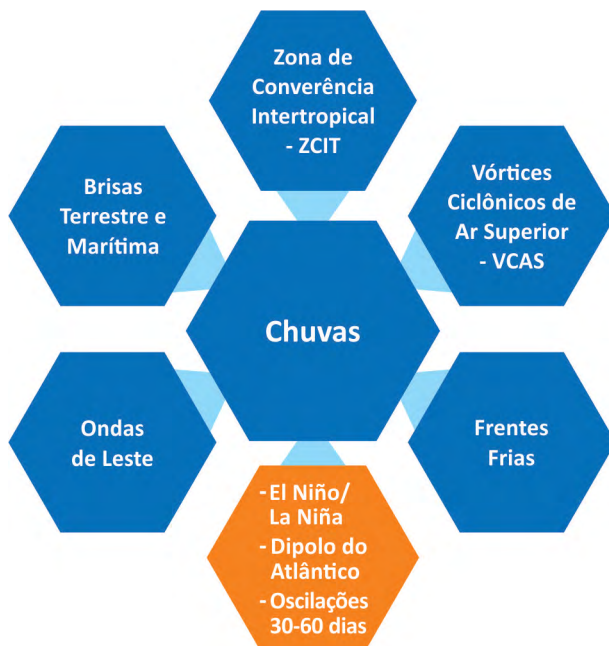 Zona de
Converência
Intertropical
- ZCIT
Vórtices
Ciclônicos de
Ar Superior
- VCAS
Brisas
Terrestre e
Marítima
Chuvas
Ondas
de Leste
Frentes
Frias
- El Niño/
La Niña
- Dipolo do
Atlântico
- Oscilações
30-60 dias